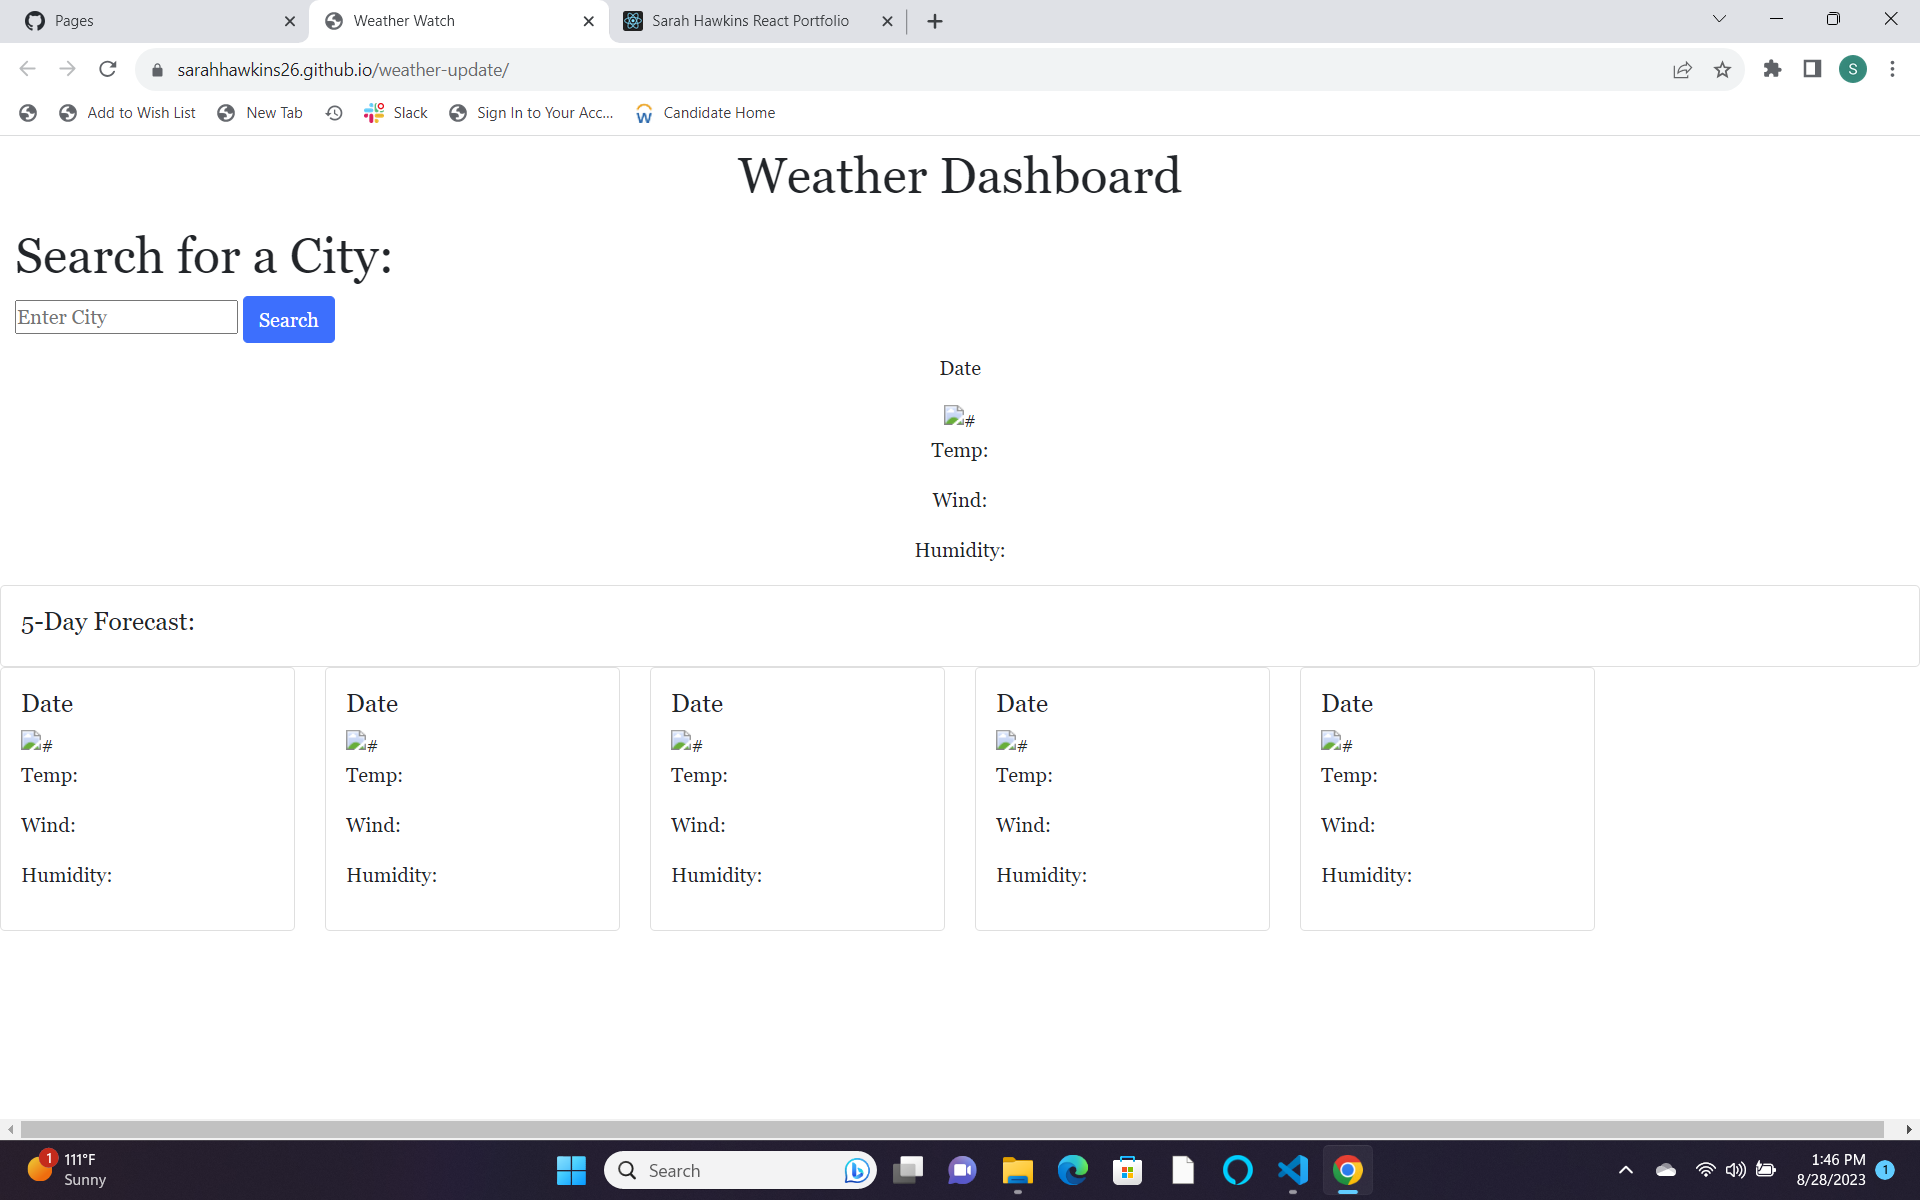 Pages
Weather Watch
Sarah Hawkins React Portfolio
sarahhawkins26.github.io/weather-update/
S
Add to Wish List
New Tab
Slack
Sign In to Your Acc...
Candidate Home
Weather Dashboard
Search for a City:
Enter City
Search
Date
#
Temp:
Wind:
Humidity:
5-Day Forecast:
Date Date Date Date Date
# # # # #
Temp: Temp: Temp: Temp: Temp:
Wind: Wind: Wind: Wind: Wind:
Humidity: Humidity: Humidity: Humidity: Humidity:
1
111°F
Sunny
Search
1:46 PM
8/28/2023
1